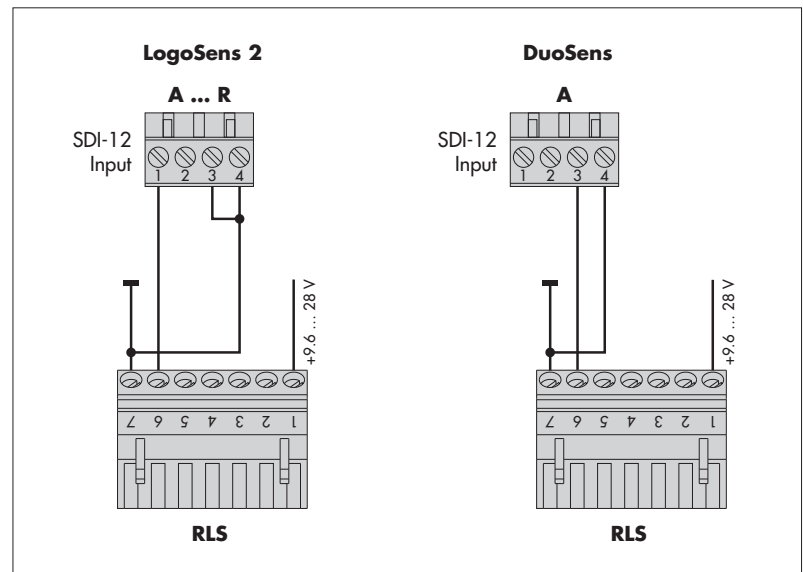 LogoSens 2
A ... R
SDI-12
Input
1 2 3 4
+9.6 ... 28 V
7 6 5 4 3 2 1
RLS
DuoSens
A
SDI-12
Input
1 2 3 4
+9.6 ... 28 V
7 6 5 4 3 2 1
RLS